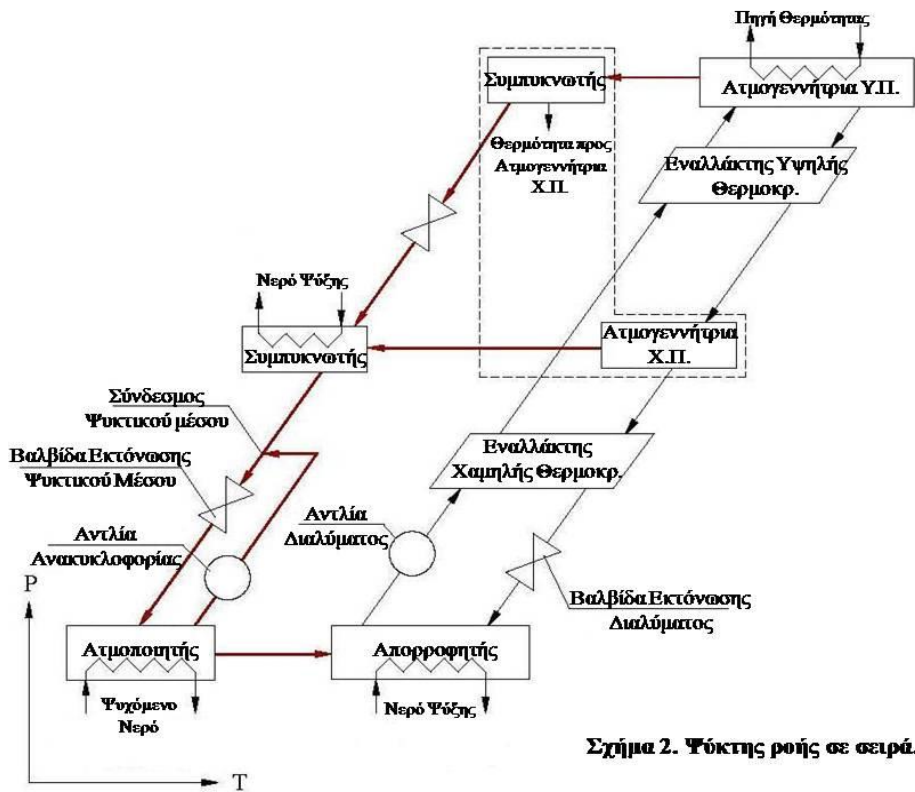 Πηγή Θερμότητας
Συμπυκνωτής
Ατμογεννήτρια Υ.Π.
Θερμότητα προς
Ατμογεννήτρια
Χ.Π.
Εναλλάκτης Υψηλής
Θερμοκρ.
Νερό Ψύξης
Συμπυκνωτής
Ατμογεννήτρια
Χ.Π.
Σύνδεσμος
Ψυκτικού μέσου
Βαλβίδα Εκτόνωσης
Ψυκτικού Μέσου
Εναλλάκτης
Χαμηλής Θερμοκρ.
Αντλία
Διαλύματος
Αντλία
Ανακυκλοφορίας
Βαλβίδα Εκτόνωσης
Διαλύματος
P
Ατμοποιητής
Απορροφητής
Ψυχόμενο
Νερό
Νερό Ψύξης
T
Σχήμα 2. Ψύκτης ροής σε σειρά.